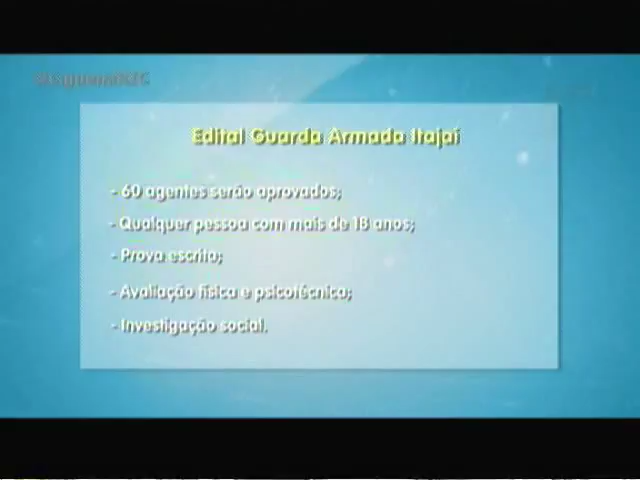 Edital Guarda Armada Itajaí
- 60 agentes serão aprovados;
- Qualquer pessoa com mais de 18 anos;
- Prova escrita;
- Avaliação física e psicotécnica;
- Investigação social.